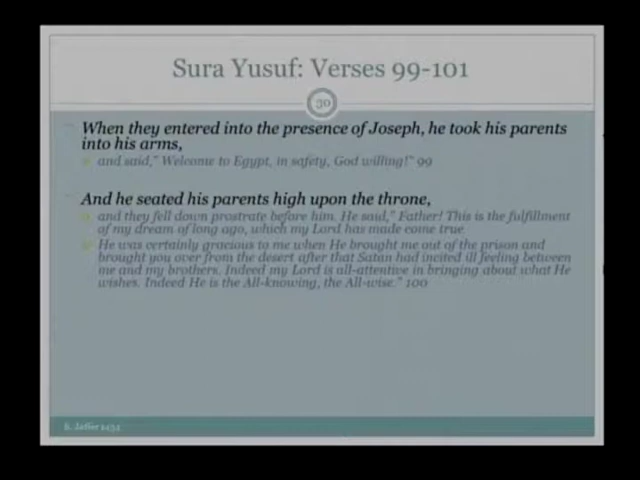 Sura Yusuf: Verses 99-101
30
When they entered into the presence of Joseph, he took his parents
into his arms,
and said," Welcome to Egypt, in safety, God willing!" 99
And he seated his parents high upon the throne,
and they fell down prostrate before him. He said," Father! This is the fulfillment
of my dream of long ago, which my Lord has made come true
He was certainly gracious to me when He brought me out of the prison and
brought you over from the desert after that Satan had incited ill feeling between
me and my brothers. Indeed my Lord is all-attentive in bringing about what He
wishes. Indeed He is the All-knowing, the All-wise." 100
Jaffer